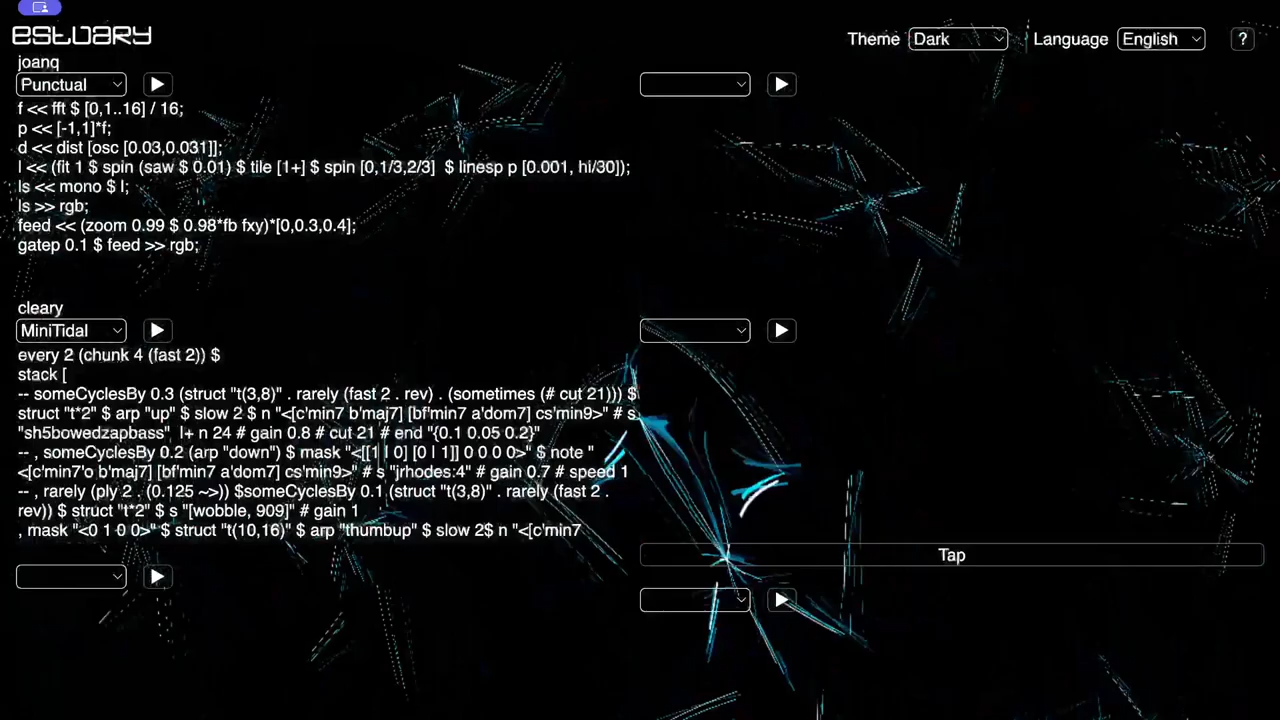 estuary
Theme Dark Language English ?
joanq
Punctual
f << fft $ [0,1..16] / 16;
p << [-1,1]*f;
d << dist [osc [0.03,0.031]];
l << (fit 1 $ spin (saw $ 0.01) $ tile [1+] $ spin [0,1/3,2/3]  $ linesp p [0.001, hi/30]);
ls << mono $ l;
ls >> rgb;
feed << (zoom 0.99 $ 0.98*fb fxy)*[0,0.3,0.4];
gatep 0.1 $ feed >> rgb;
cleary
MiniTidal
every 2 (chunk 4 (fast 2)) $
stack [
-- someCyclesBy 0.3 (struct "t(3,8)" . rarely (fast 2 . rev) . (sometimes (# cut 21))) $
struct "t*2" $ arp "up" $ slow 2 $ n "<[c'min7 b'maj7] [bf'min7 a'dom7] cs'min9>" # s
"sh5bowedzapbass"  |+ n 24 # gain 0.8 # cut 21 # end "{0.1 0.05 0.2}"
-- , someCyclesBy 0.2 (arp "down") $ mask "<[[1 | 0] [0 | 1]] 0 0 0 0>" $ note "
<[c'min7'o b'maj7] [bf'min7 a'dom7] cs'min9>" # s "jrhodes:4" # gain 0.7 # speed 1
-- , rarely (ply 2 . (0.125 ~>)) $someCyclesBy 0.1 (struct "t(3,8)" . rarely (fast 2 .
rev)) $ struct "t*2" $ s "[wobble, 909]" # gain 1
, mask "<0 1 0 0>" $ struct "t(10,16)" $ arp "thumbup" $ slow 2$ n "<[c'min7
Tap